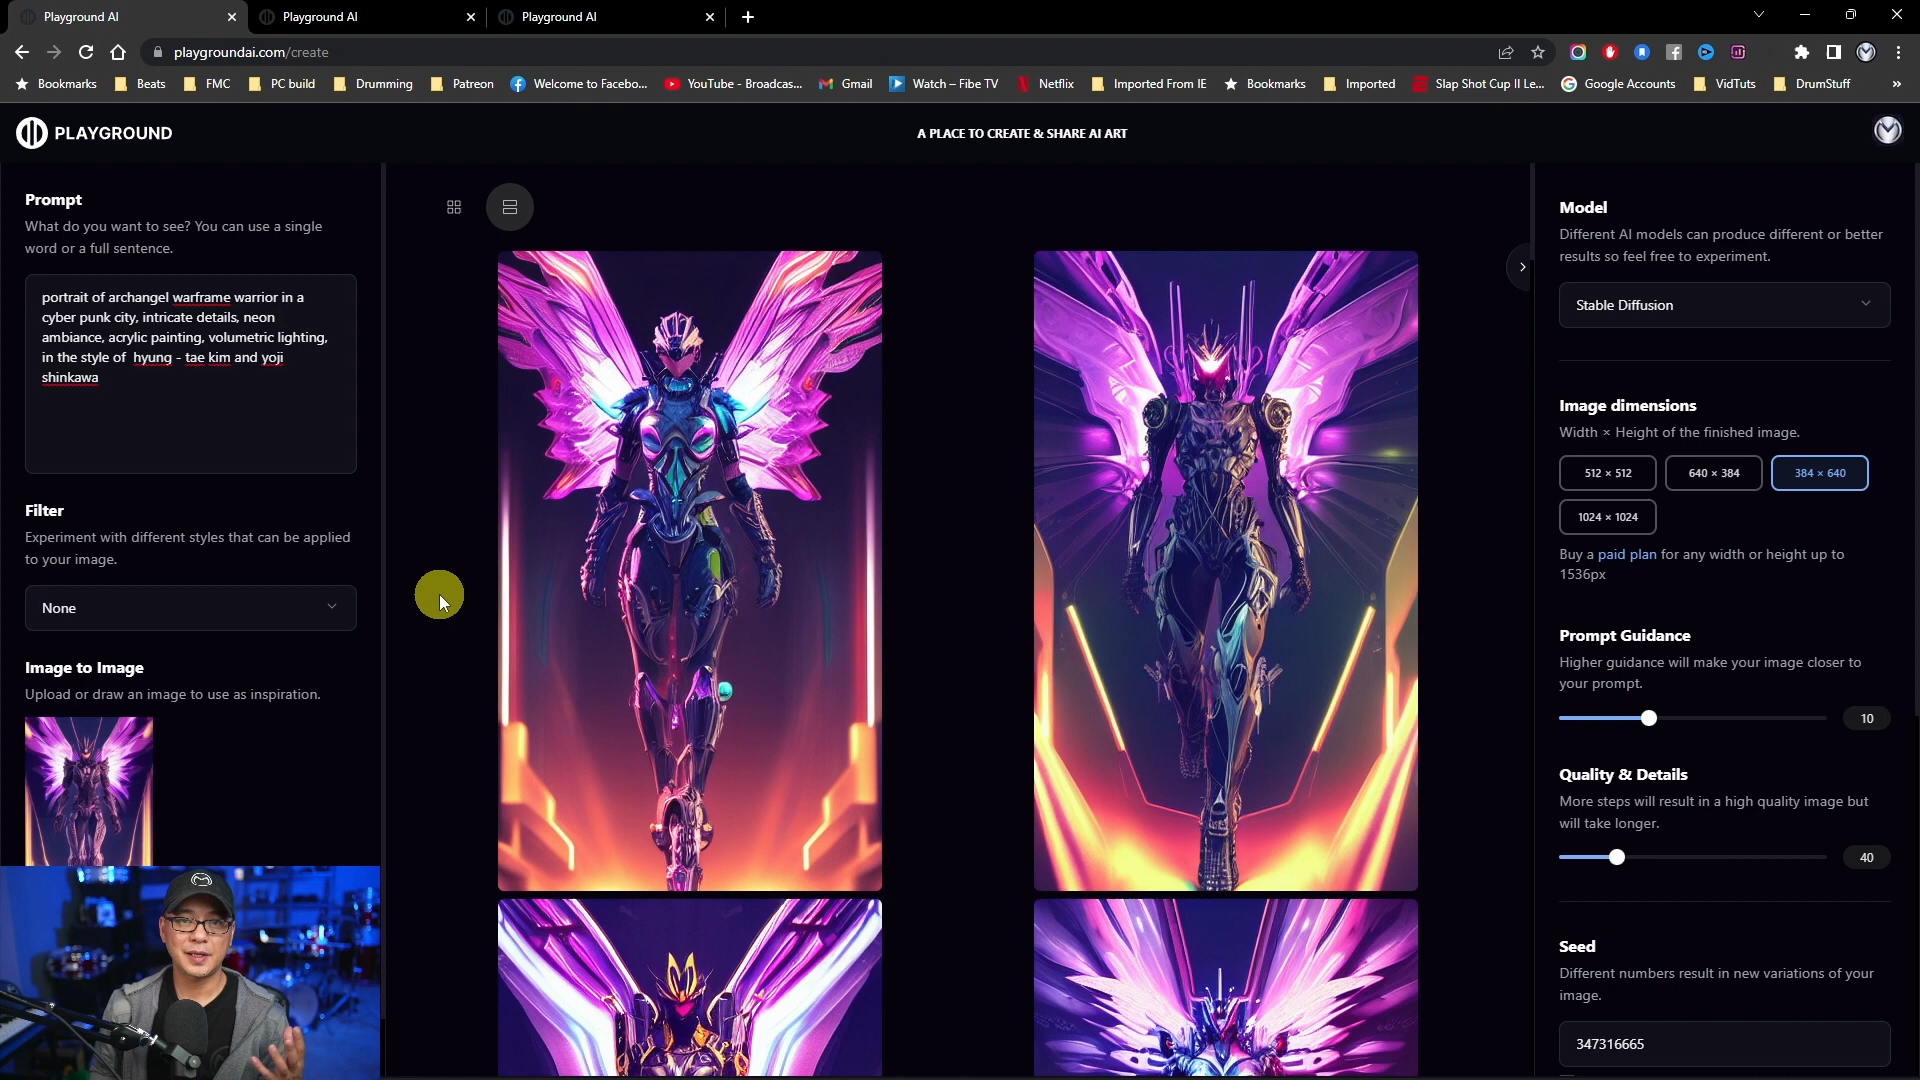 Playground AI
Playground AI
Playground AI
playgroundai.com/create
Bookmarks
Beats
FMC
PC build
Drumming
Patreon
Welcome to Facebo...
YouTube - Broadcas...
Gmail
Watch – Fibe TV
Netflix
Imported From IE
Bookmarks
Imported
Slap Shot Cup II Le...
Google Accounts
VidTuts
DrumStuff
»
PLAYGROUND
A PLACE TO CREATE & SHARE AI ART
Prompt
What do you want to see? You can use a single
word or a full sentence.
portrait of archangel warframe warrior in a
cyber punk city, intricate details, neon
ambiance, acrylic painting, volumetric lighting,
in the style of hyung - tae kim and yoji
shinkawa
Filter
Experiment with different styles that can be applied
to your image.
None
Image to Image
Upload or draw an image to use as inspiration.
Model
Different AI models can produce different or better
results so feel free to experiment.
Stable Diffusion
Image dimensions
Width × Height of the finished image.
512 × 512
640 × 384
384 × 640
1024 × 1024
Buy a paid plan for any width or height up to
1536px
Prompt Guidance
Higher guidance will make your image closer to
your prompt.
10
Quality & Details
More steps will result in a high quality image but
will take longer.
40
Seed
Different numbers result in new variations of your
image.
347316665